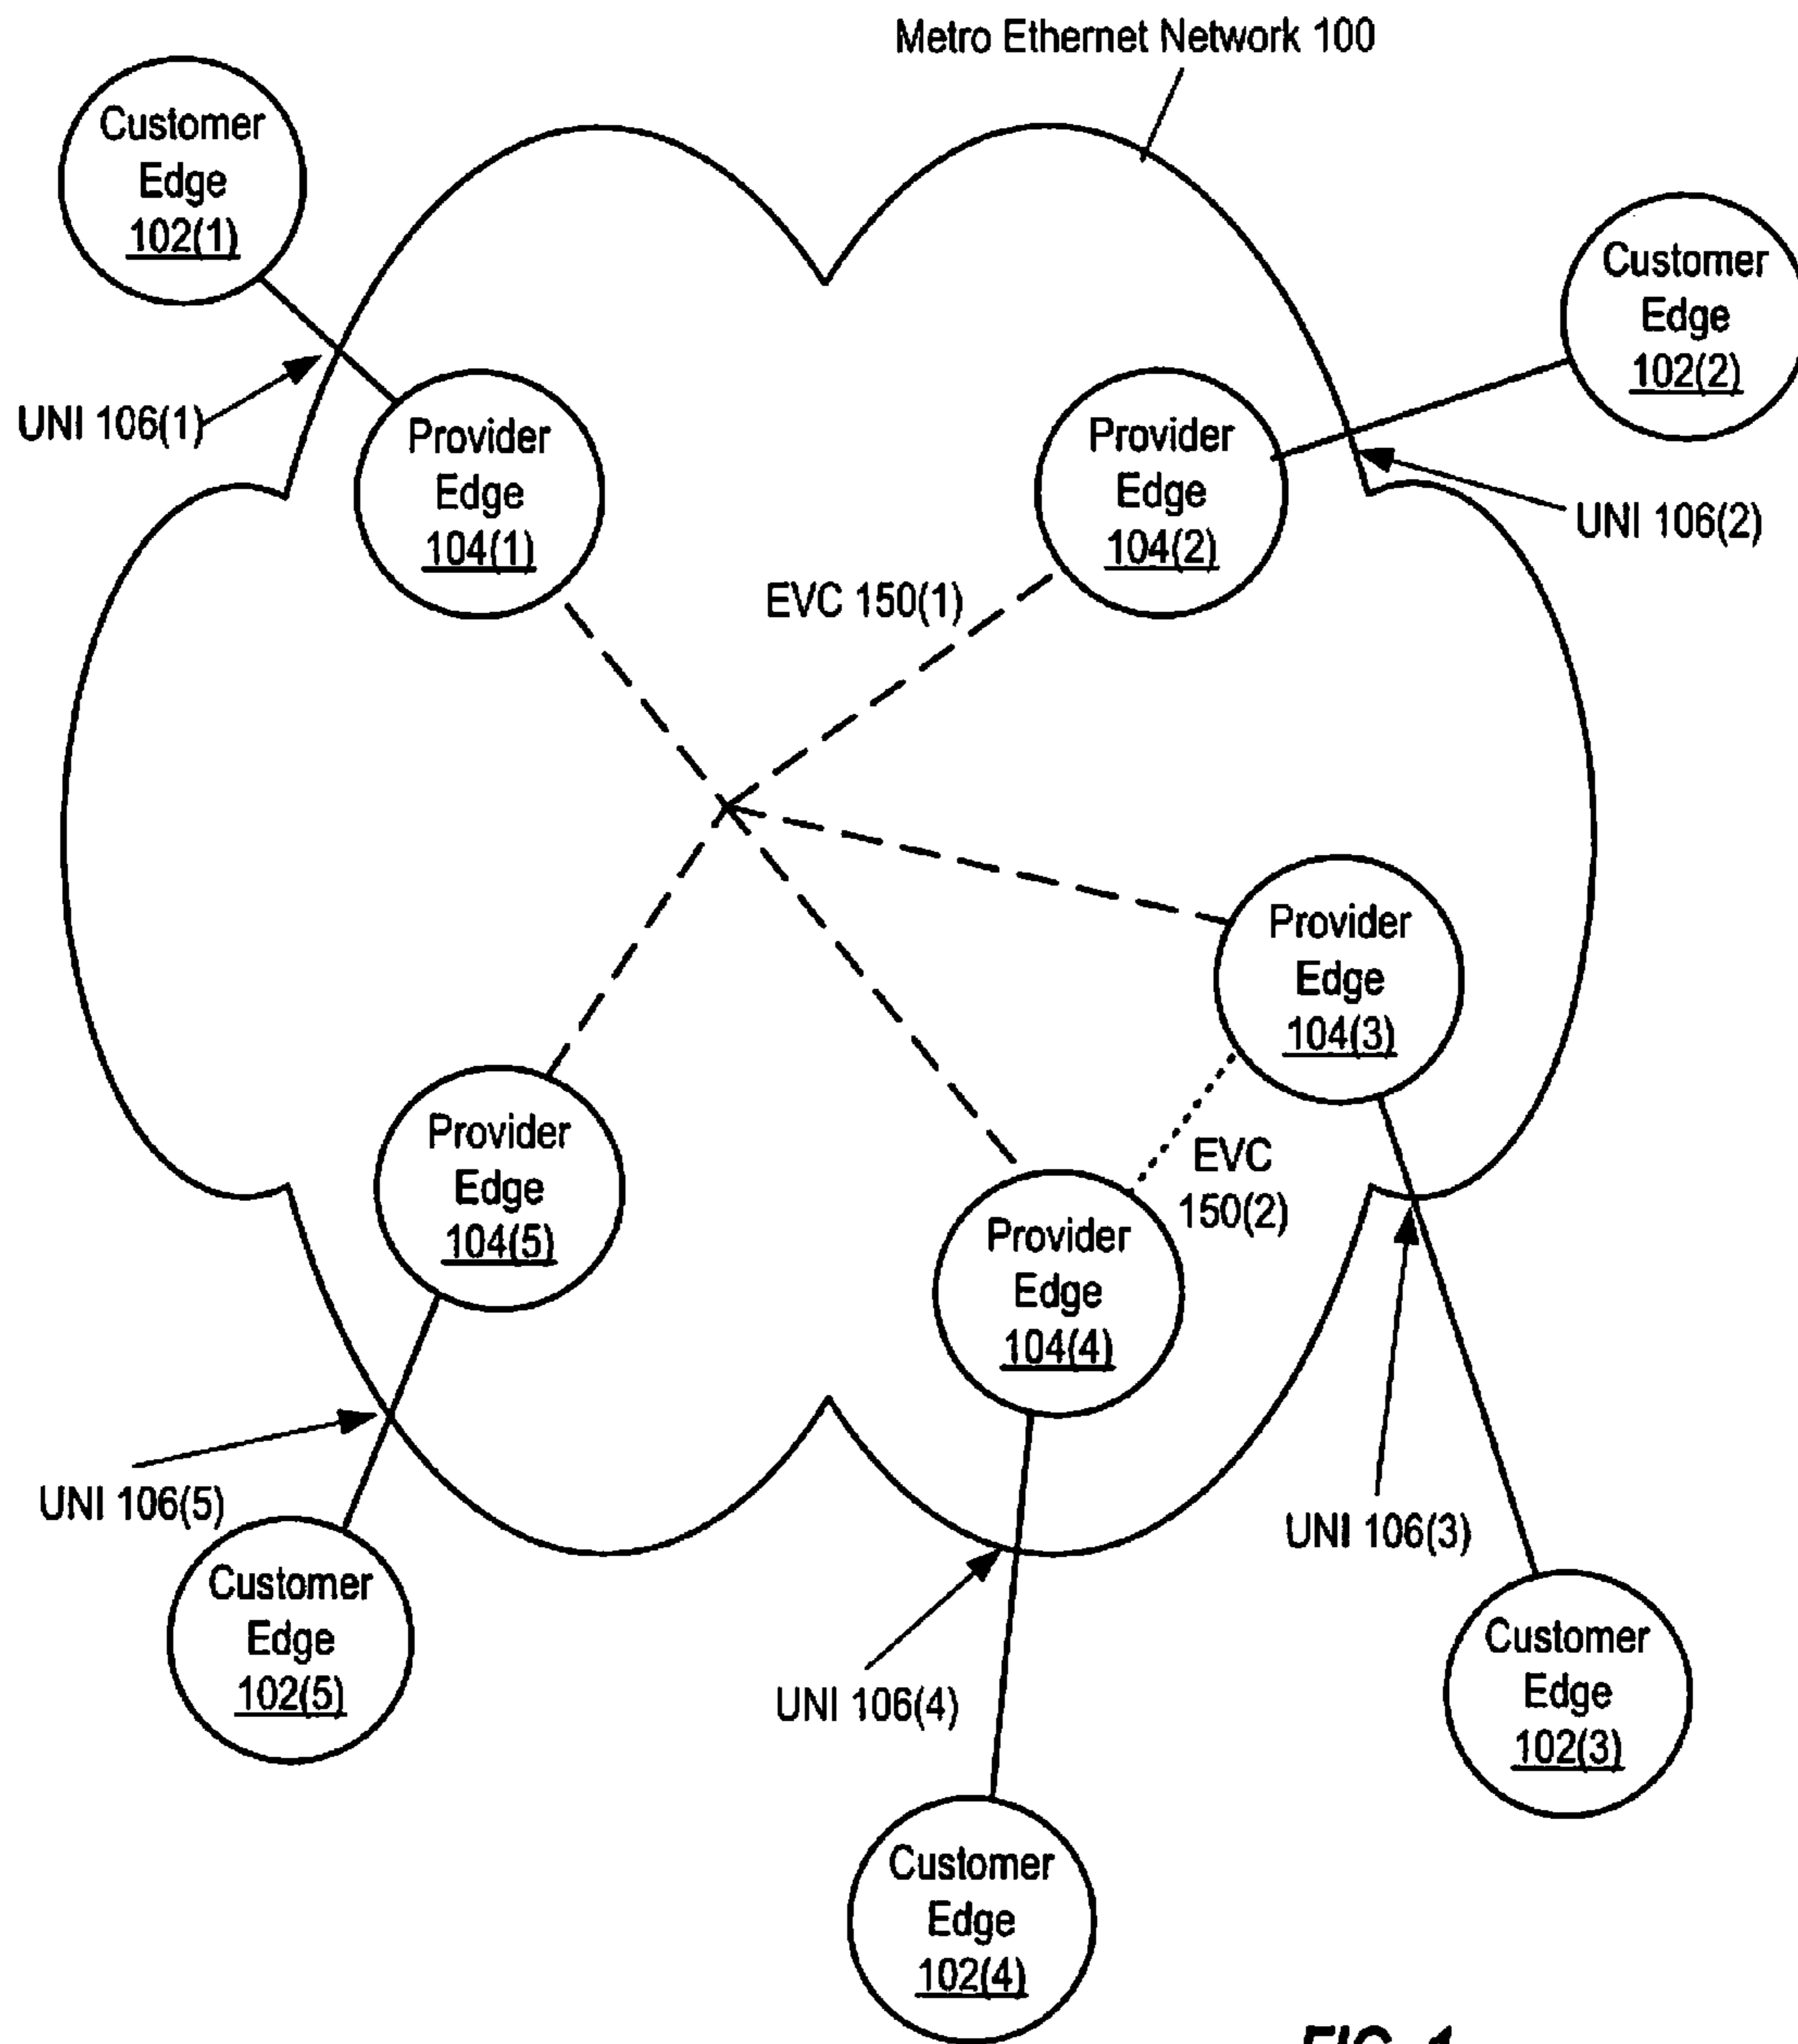 Metro Ethernet Network 100
Customer
Edge
102(1)
Customer
Edge
102(2)
UNI 106(1)
Provider
Edge
104(1)
Provider
Edge
104(2)
UNI 106(2)
EVC 150(1)
Provider
Edge
104(3)
Provider
Edge
104(5)
EVC
150(2)
Provider
Edge
104(4)
UNI 106(5)
UNI 106(3)
Customer
Edge
102(5)
UNI 106(4)
Customer
Edge
102(3)
Customer
Edge
102(4)
FIG. 1